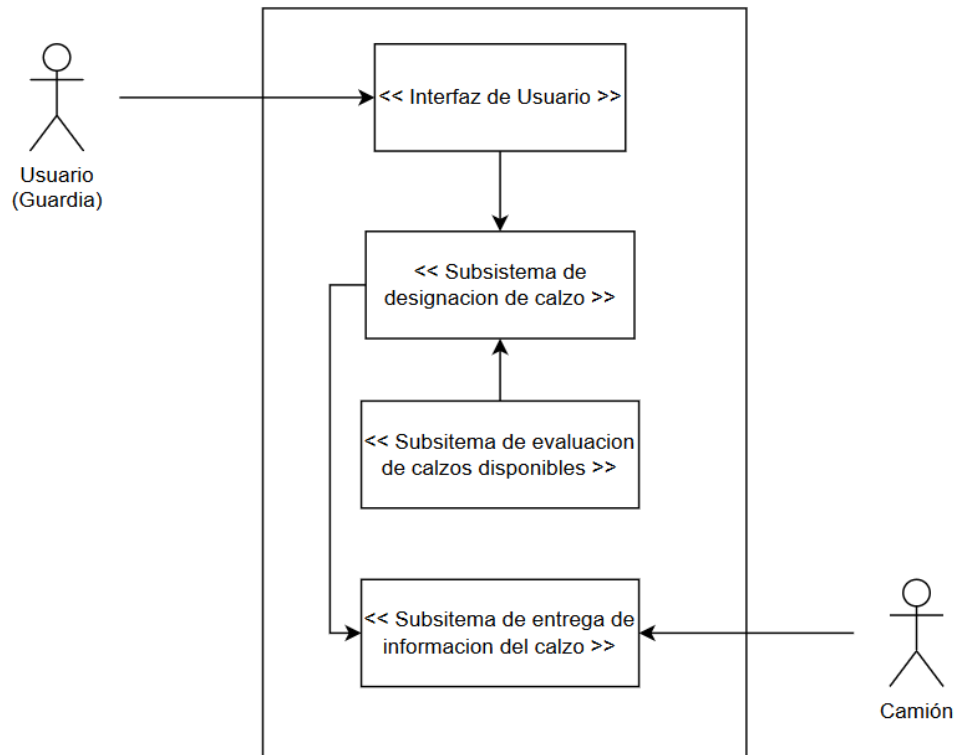 << Interfaz de Usuario >>
Usuario
(Guardia)
<< Subsistema de
designacion de calzo >>
<< Subsitema de evaluacion
de calzos disponibles >>
<< Subsitema de entrega de
informacion del calzo >>
Camión